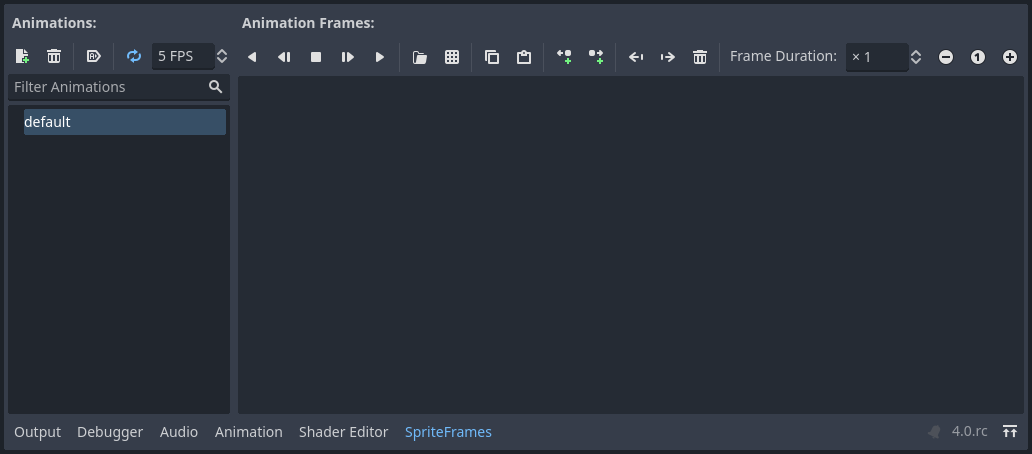 Animations:
Animation Frames:
5 FPS
Frame Duration:
× 1
Filter Animations
default
Output
Debugger
Audio
Animation
Shader Editor
SpriteFrames
4.0.rc